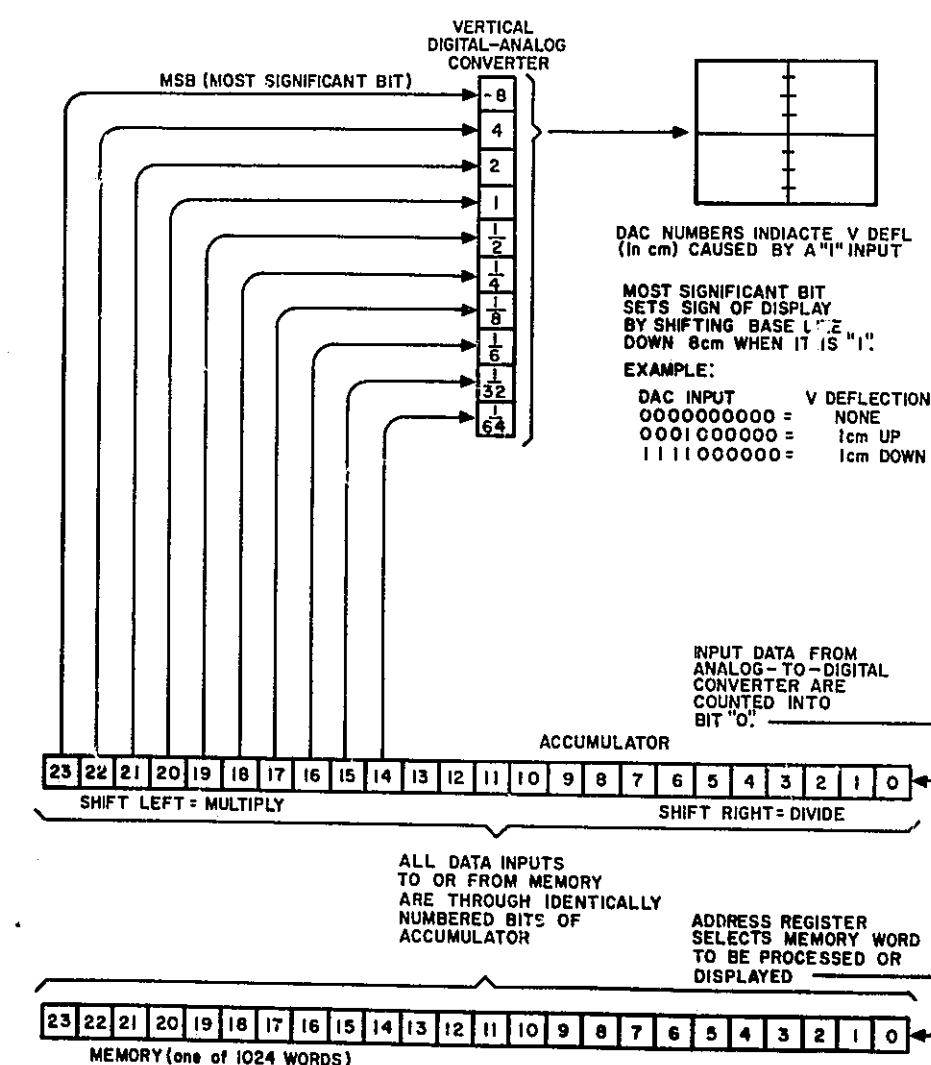 VERTICAL
DIGITAL-ANALOG
CONVERTER
MSB (MOST SIGNIFICANT BIT)
-8
4
2
1
1/2
1/4
1/8
1/6
1/32
1/64
DAC NUMBERS INDIACTE V DEFL
(In cm) CAUSED BY A "1" INPUT
MOST SIGNIFICANT BIT
SETS SIGN OF DISPLAY
BY SHIFTING BASE
DOWN 8cm WHEN IT IS "1".
EXAMPLE:
DAC INPUT V DEFLECTION
0000000000 = NONE
0001000000 = 1cm UP
1111000000 = 1cm DOWN
INPUT DATA FROM
ANALOG-TO-DIGITAL
CONVERTER ARE
COUNTED INTO
BIT "0".
ACCUMULATOR
23 22 21 20 19 18 17 16 15 14 13 12 11 10 9 8 7 6 5 4 3 2 1 0
SHIFT LEFT = MULTIPLY SHIFT RIGHT = DIVIDE
ALL DATA INPUTS
TO OR FROM MEMORY
ARE THROUGH IDENTICALLY
NUMBERED BITS OF
ACCUMULATOR
ADDRESS REGISTER
SELECTS MEMORY WORD
TO BE PROCESSED OR
DISPLAYED
23 22 21 20 19 18 17 16 15 14 13 12 11 10 9 8 7 6 5 4 3 2 1 0
MEMORY (one of 1024 WORDS)